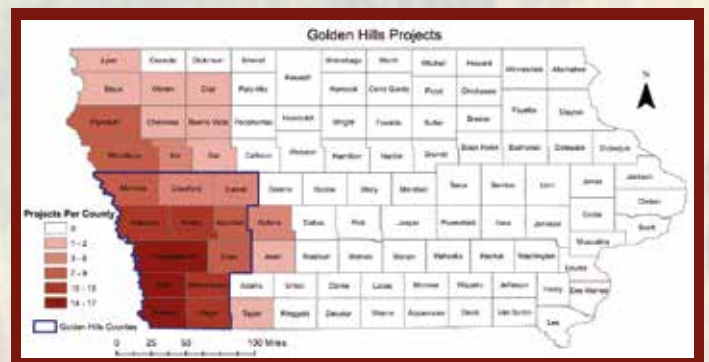 Golden Hills Projects
Lyon Osceola Dickinson Emmet Winnebago Worth Mitchell Howard Winneshiek Allamakee
Kossuth
N
Sioux Obrien Clay Palo Alto Hancock Cerro Gordo Floyd Chickasaw
Fayette Clayton
Plymouth Cherokee Buena Vista Pocahontas Humboldt Wright Franklin Butler Bremer
Woodbury Ida Sac Calhoun Webster Hamilton Hardin Grundy Black Hawk Buchanan Delaware Dubuque
Monona Crawford Carroll Greene Boone Story Marshall Tama Benton Linn Jones Jackson
Clinton
Projects Per County
Harrison Shelby Audubon Guthrie Dallas Polk Jasper Poweshiek Iowa Johnson Cedar Scott
Muscatine
0
1 - 2
7 - 9
14 - 17
Pottawattamie Cass Adair Madison Warren Marion Mahaska Keokuk Washington Louisa
Mills Montgomery Adams Union Clarke Lucas Monroe Wapello Jefferson Henry Des Moines
Fremont Page Taylor Ringgold Decatur Wayne Appanoose Davis Van Buren Lee
Golden Hills Counties
0 25 50 100 Miles